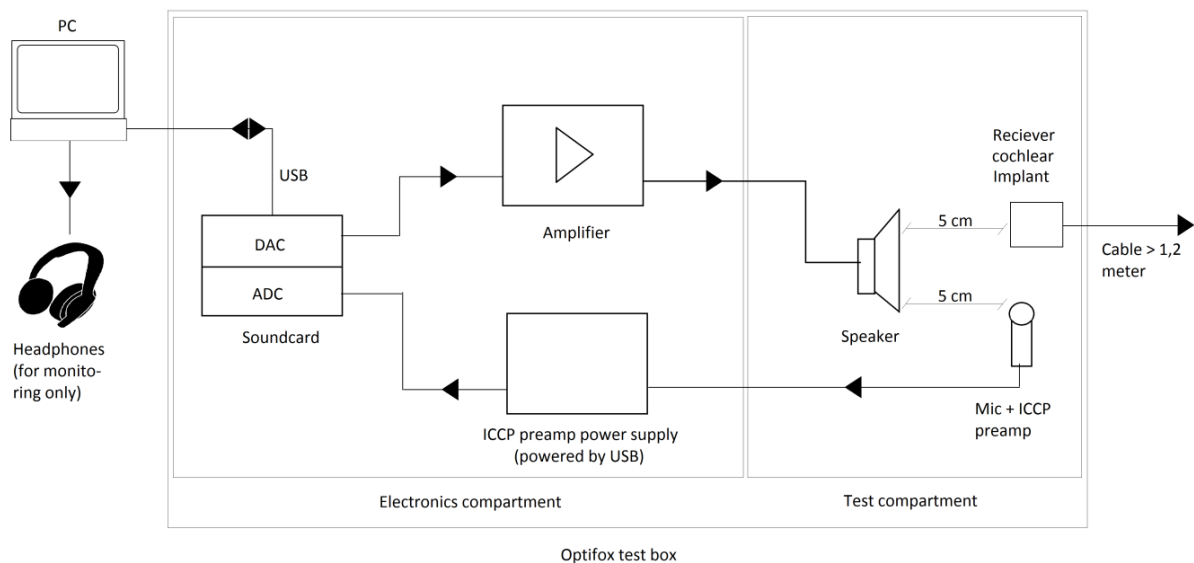 PC
USB
DAC
ADC
Soundcard
Headphones
(for monito-
ring only)
Amplifier
ICCP preamp power supply
(powered by USB)
Electronics compartment
Reciever
cochlear
Implant
5 cm
Cable > 1,2
meter
5 cm
Speaker
Mic + ICCP
preamp
Test compartment
Optifox test box